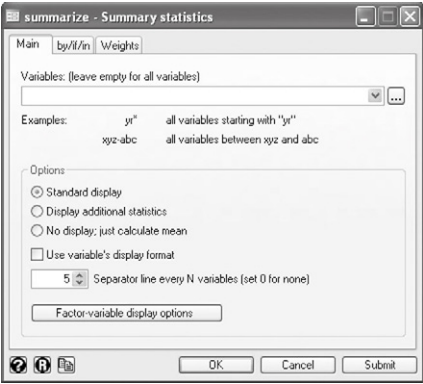 summarize - Summary statistics
Main by/if/in Weights
Variables: (leave empty for all variables)
...
Examples: yr* all variables starting with "yr"
xyz-abc all variables between xyz and abc
Options
Standard display
Display additional statistics
No display; just calculate mean
Use variable's display format
5 Separator line every N variables (set 0 for none)
Factor-variable display options
? R OK Cancel Submit